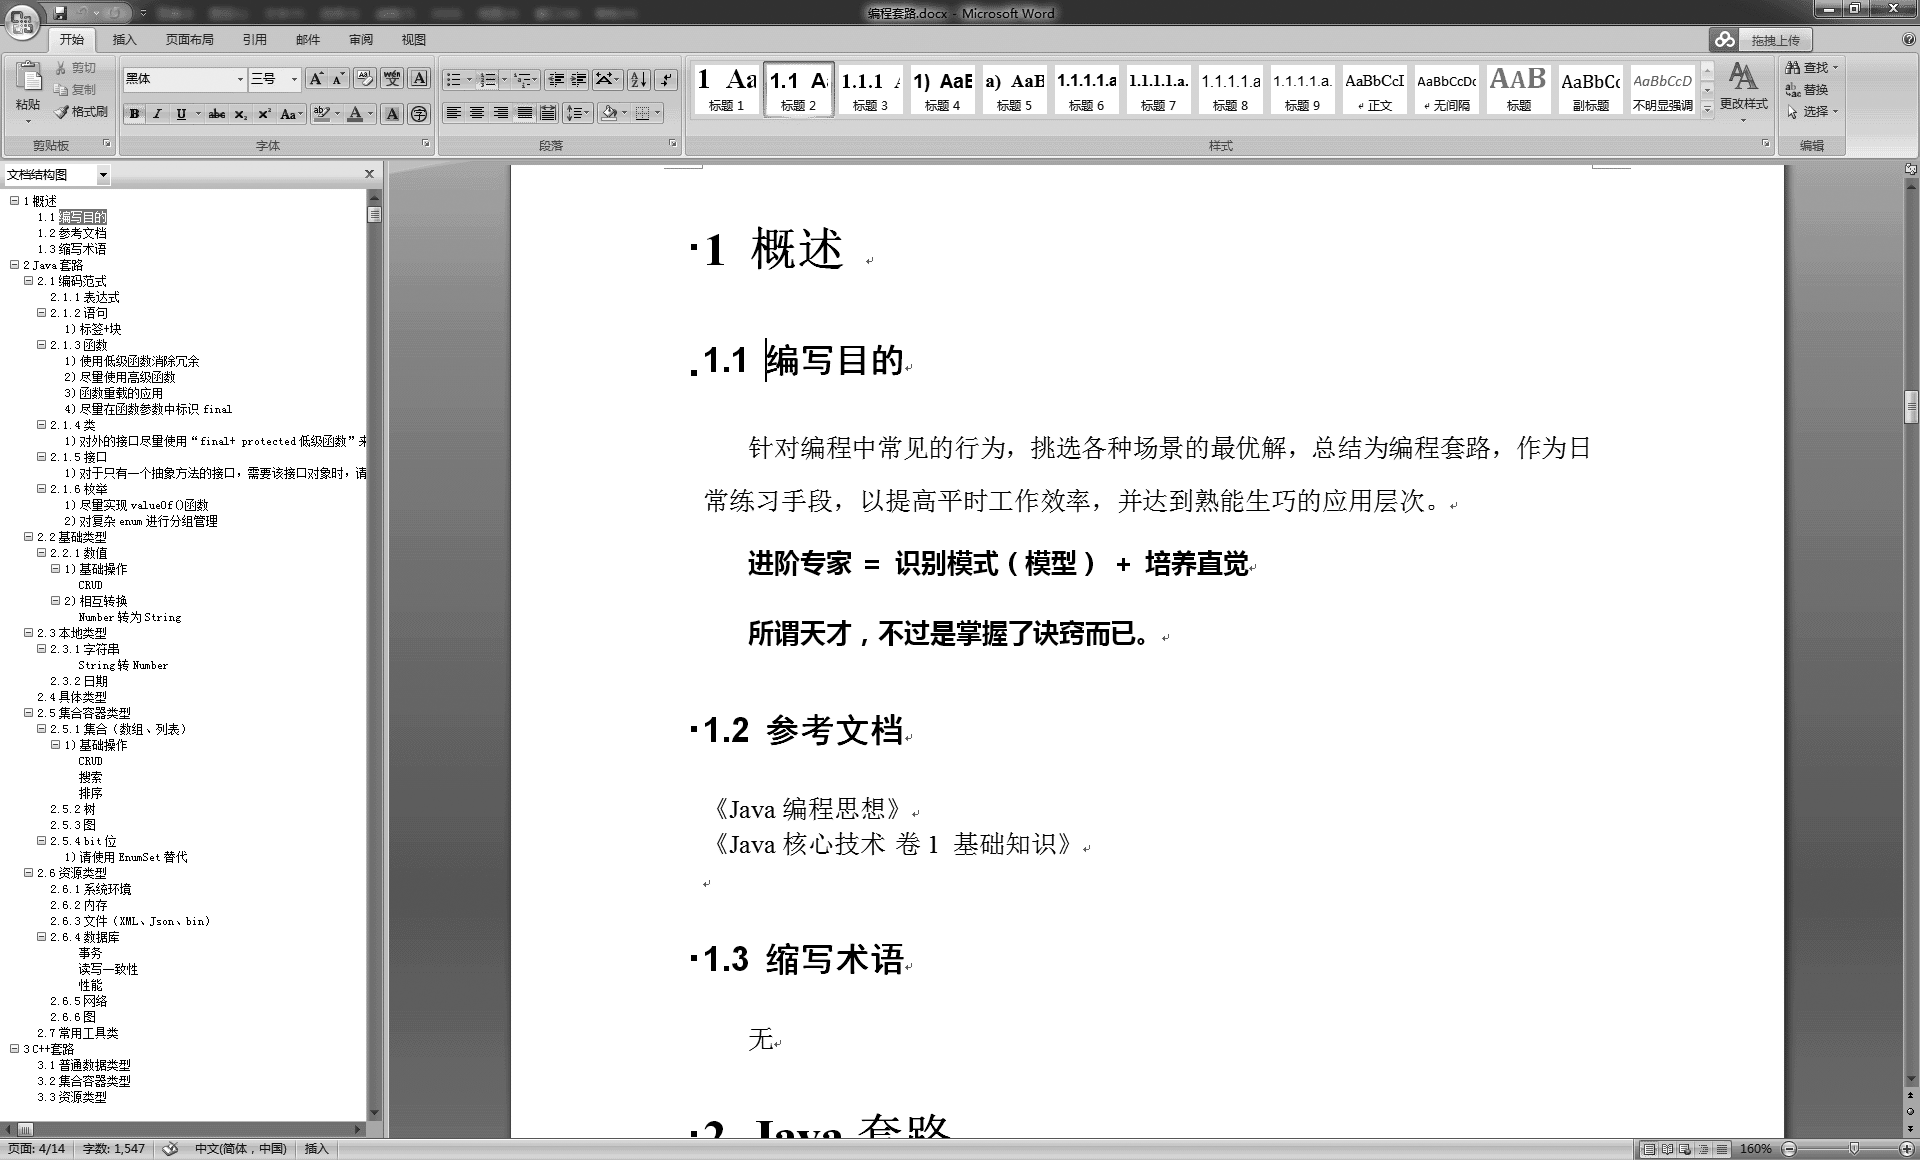 编程套路.docx - Microsoft Word
开始 插入 页面布局 引用 邮件 审阅 视图
拖拽上传
粘贴
剪切
复制
格式刷
剪贴板
黑体 三号
字体
段落
1 Aa 1.1 A 1.1.1 1) AaB a) AaB 1.1.1.1.a 1.1.1.1.a. 1.1.1.1.a 1.1.1.1.a. AaBbCcI AaBbCcDc AAB AaBbCc AaBbCcD
标题 1 标题 2 标题 3 标题 4 标题 5 标题 6 标题 7 标题 8 标题 9 正文 无间隔 标题 副标题 不明显强调
样式
更改样式
查找
替换
选择
编辑
文档结构图
1 概述
1.1 编写目的
1.2 参考文档
1.3 缩写术语
2 Java 套路
2.1 编码范式
2.1.1 表达式
2.1.2 语句
1) 标签+块
2.1.3 函数
1) 使用低级函数消除冗余
2) 尽量使用高级函数
3) 函数重载的应用
4) 尽量在函数参数中标识 final
2.1.4 类
1) 对外的接口尽量使用“final+ protected 低级函数”来
2.1.5 接口
1) 对于只有一个抽象方法的接口，需要该接口对象时，请
2.1.6 枚举
1) 尽量实现 valueOf()函数
2) 对复杂 enum 进行分组管理
2.2 基础类型
2.2.1 数值
1) 基础操作
CRUD
2) 相互转换
Number 转为 String
2.3 本地类型
2.3.1 字符串
String 转 Number
2.3.2 日期
2.4 具体类型
2.5 集合容器类型
2.5.1 集合（数组、列表）
1) 基础操作
CRUD
搜索
排序
2.5.2 树
2.5.3 图
2.5.4 bit 位
1) 请使用 EnumSet 替代
2.6 资源类型
2.6.1 系统环境
2.6.2 内存
2.6.3 文件（XML、Json、bin）
2.6.4 数据库
事务
读写一致性
性能
2.6.5 网络
2.6.6 图
2.7 常用工具类
3 C++套路
3.1 普通数据类型
3.2 集合容器类型
3.3 资源类型
1 概述
1.1 编写目的
针对编程中常见的行为，挑选各种场景的最优解，总结为编程套路，作为日
常练习手段，以提高平时工作效率，并达到熟能生巧的应用层次。
进阶专家 = 识别模式（模型） + 培养直觉
所谓天才，不过是掌握了诀窍而已。
1.2 参考文档
《Java 编程思想》
《Java 核心技术 卷 1 基础知识》
1.3 缩写术语
无
2 Java 套路
页面: 4/14 字数: 1,547 中文(简体，中国) 插入 160%